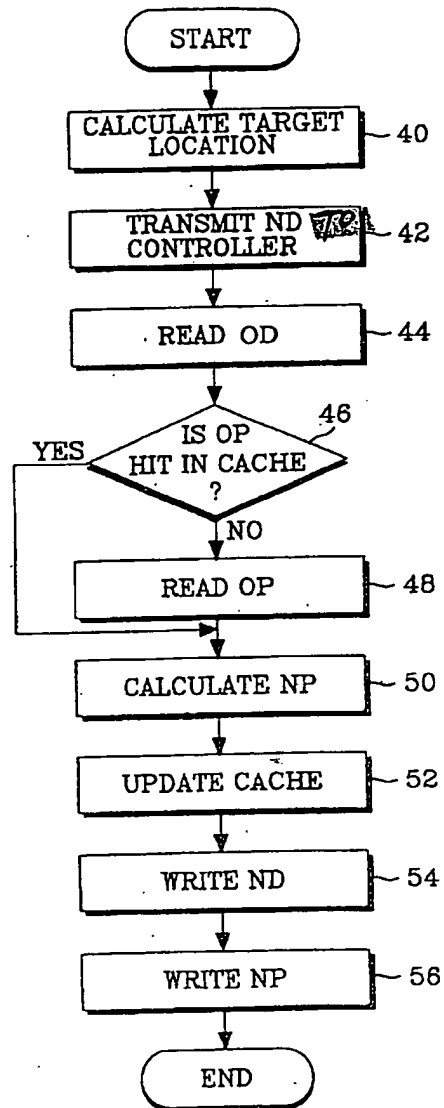 START
CALCULATE TARGET
LOCATION
40
TRANSMIT ND TO
CONTROLLER
42
READ OD
44
46
IS OP
HIT IN CACHE
?
YES
NO
READ OP
48
CALCULATE NP
50
UPDATE CACHE
52
WRITE ND
54
WRITE NP
56
END